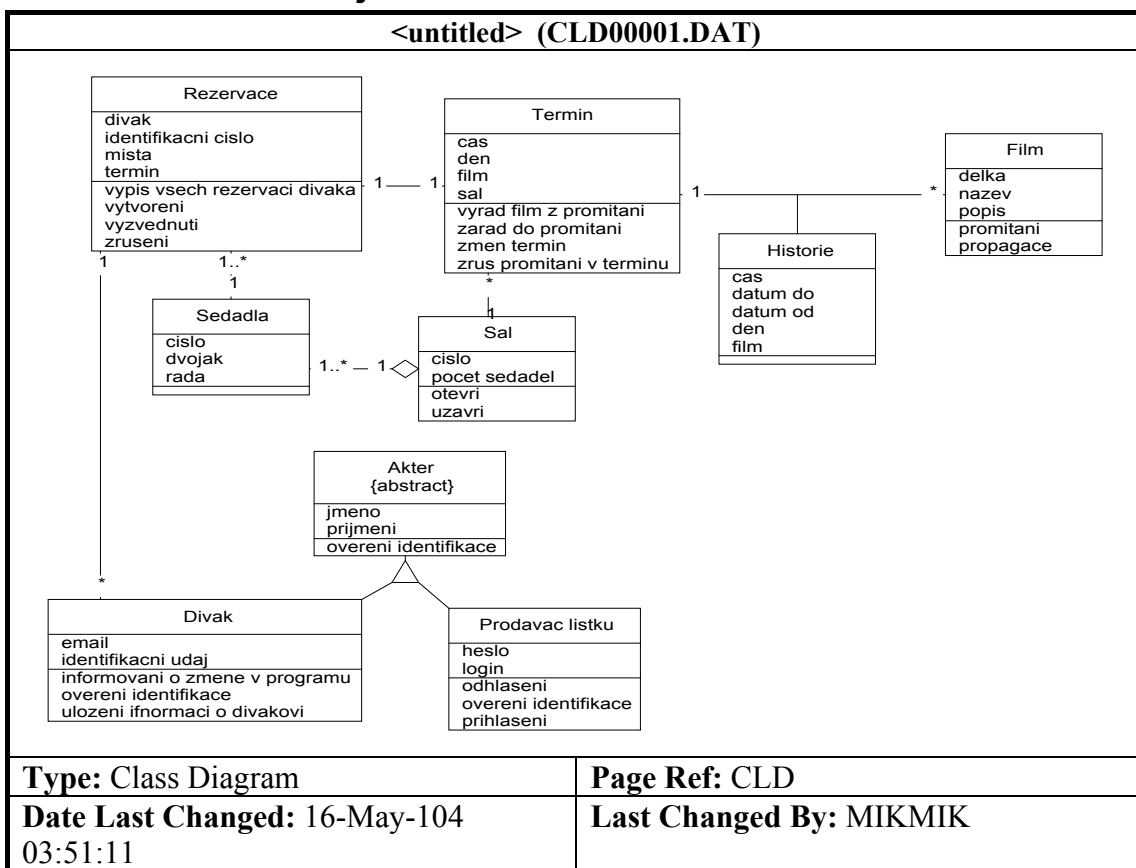 <untitled> (CLD00001.DAT)
Rezervace
divak
identifikacni cislo
mista
termin
vypis vsech rezervaci divaka
vytvoreni
vyzvednuti
zruseni
1
1
Termin
cas
den
film
sal
vyrad film z promitani
zarad do promitani
zmen termin
zrus promitani v terminu
1
*
Film
delka
nazev
popis
promitani
propagace
Historie
cas
datum do
datum od
den
film
1
1..*
1
*
1
Sedadla
cislo
dvojak
rada
1..*
1
Sal
cislo
pocet sedadel
otevri
uzavri
Akter
{abstract}
jmeno
prijmeni
overeni identifikace
*
Divak
email
identifikacni udaj
informovani o zmene v programu
overeni identifikace
ulozeni ifnormaci o divakovi
Prodavac listku
heslo
login
odhlaseni
overeni identifikace
prihlaseni
Type: Class Diagram
Page Ref: CLD
Date Last Changed: 16-May-104
03:51:11
Last Changed By: MIKMIK